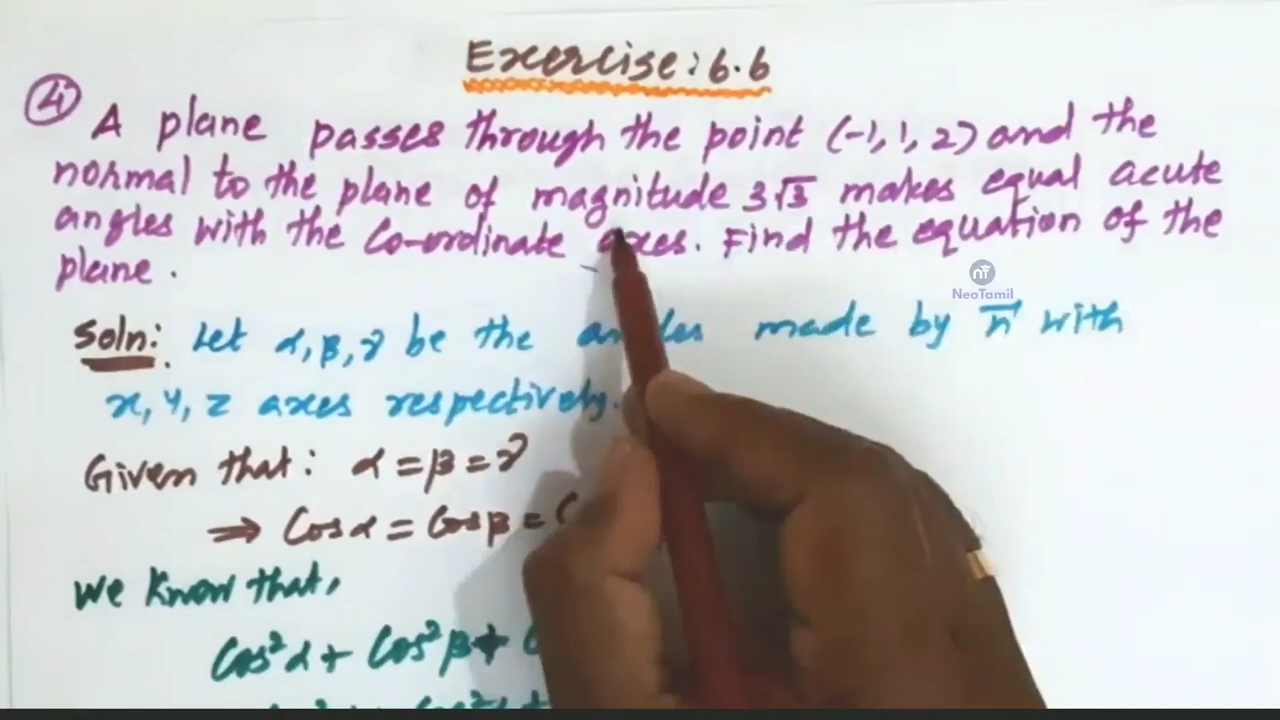 Exercise: 6.6
4 A plane passes through the point (-1, 1, 2) and the
normal to the plane of magnitude 3√3 makes equal acute
angles with the Co-ordinate axes. Find the equation of the
plane.
NeoTamil
Soln: Let α, β, γ be the angles made by n⃗ with
x, y, z axes respectively.
Given that: α = β = γ
⇒ Cos α = Cos β =
We know that,
Cos²α + Cos²β +